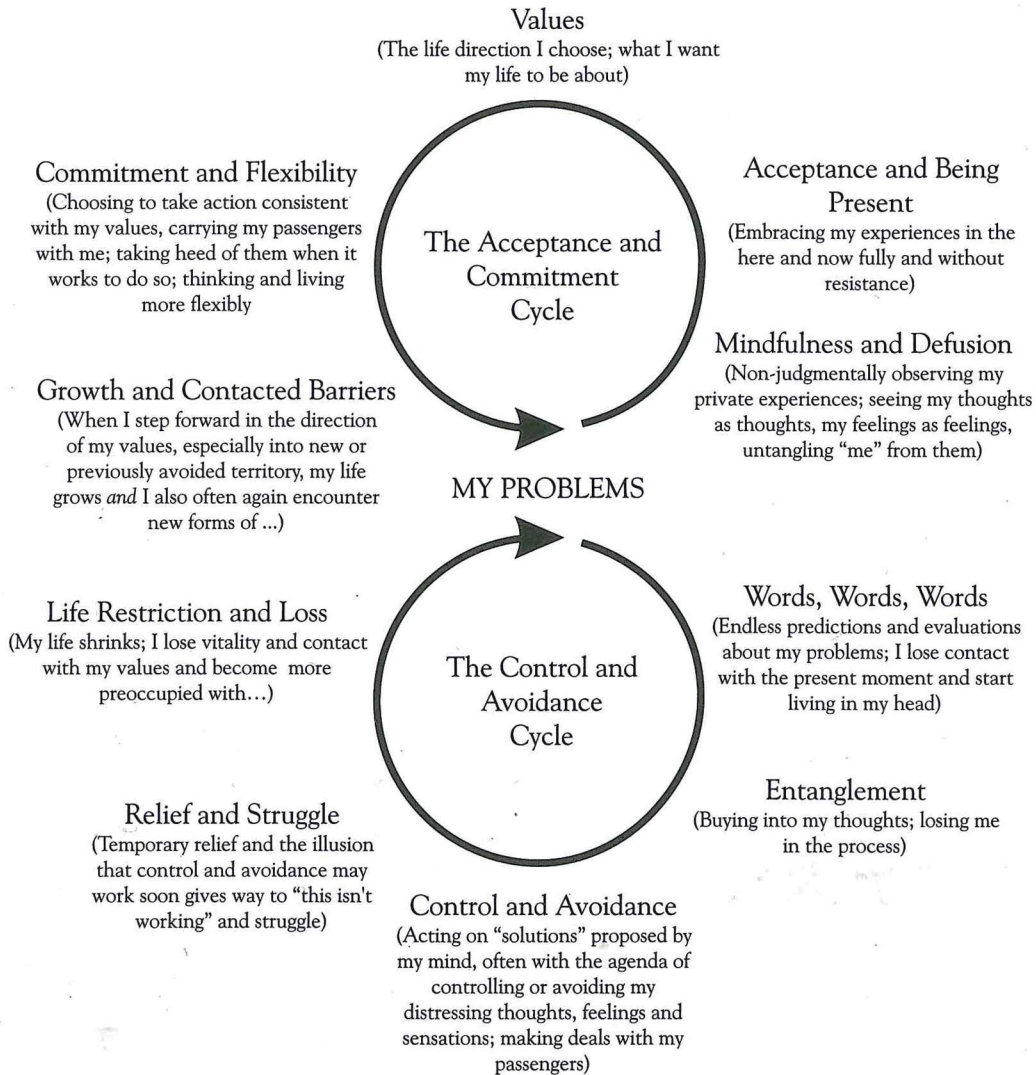 Values
(The life direction I choose; what I want
my life to be about)
Commitment and Flexibility
(Choosing to take action consistent
with my values, carrying my passengers
with me; taking heed of them when it
works to do so; thinking and living
more flexibly
The Acceptance and
Commitment
Cycle
Acceptance and Being
Present
(Embracing my experiences in the
here and now fully and without
resistance)
Mindfulness and Defusion
(Non-judgmentally observing my
private experiences; seeing my thoughts
as thoughts, my feelings as feelings,
untangling “me” from them)
Growth and Contacted Barriers
(When I step forward in the direction
of my values, especially into new or
previously avoided territory, my life
grows and I also often again encounter
new forms of ...)
MY PROBLEMS
Words, Words, Words
(Endless predictions and evaluations
about my problems; I lose contact
with the present moment and start
living in my head)
Life Restriction and Loss
(My life shrinks; I lose vitality and contact
with my values and become more
preoccupied with…)
The Control and
Avoidance
Cycle
Entanglement
(Buying into my thoughts; losing me
in the process)
Relief and Struggle
(Temporary relief and the illusion
that control and avoidance may
work soon gives way to “this isn't
working” and struggle)
Control and Avoidance
(Acting on “solutions” proposed by
my mind, often with the agenda of
controlling or avoiding my
distressing thoughts, feelings and
sensations; making deals with my
passengers)